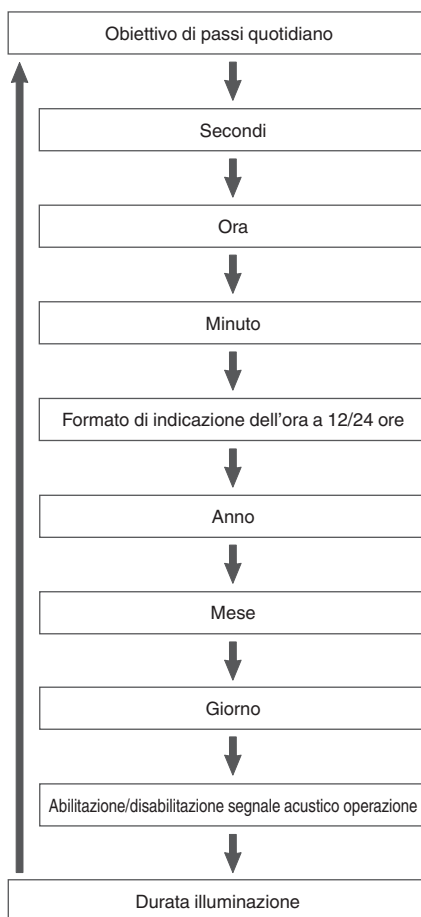 Obiettivo di passi quotidiano
Secondi
Ora
Minuto
Formato di indicazione dell'ora a 12/24 ore
Anno
Mese
Giorno
Abilitazione/disabilitazione segnale acustico operazione
Durata illuminazione